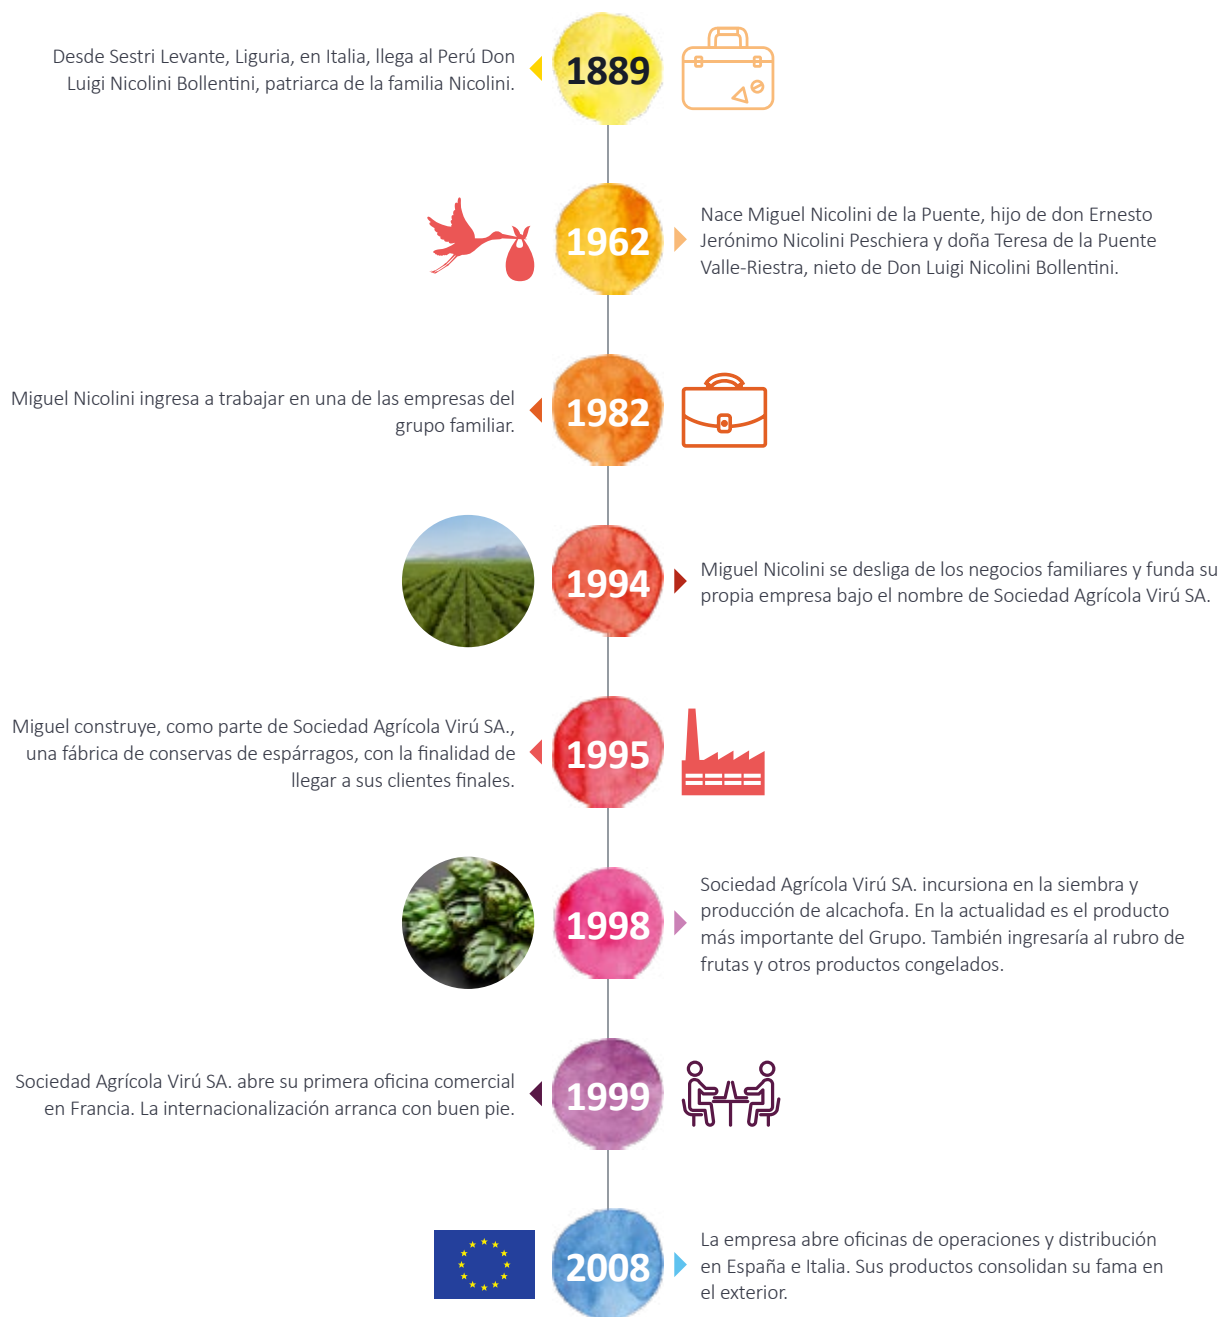 Desde Sestri Levante, Liguria, en Italia, llega al Perú Don
Luigi Nicolini Bollentini, patriarca de la familia Nicolini.
1889
1962
Nace Miguel Nicolini de la Puente, hijo de don Ernesto
Jerónimo Nicolini Peschiera y doña Teresa de la Puente
Valle-Riestra, nieto de Don Luigi Nicolini Bollentini.
Miguel Nicolini ingresa a trabajar en una de las empresas del
grupo familiar.
1982
1994
Miguel Nicolini se desliga de los negocios familiares y funda su
propia empresa bajo el nombre de Sociedad Agrícola Virú SA.
Miguel construye, como parte de Sociedad Agrícola Virú SA.,
una fábrica de conservas de espárragos, con la finalidad de
llegar a sus clientes finales.
1995
1998
Sociedad Agrícola Virú SA. incursiona en la siembra y
producción de alcachofa. En la actualidad es el producto
más importante del Grupo. También ingresaría al rubro de
frutas y otros productos congelados.
Sociedad Agrícola Virú SA. abre su primera oficina comercial
en Francia. La internacionalización arranca con buen pie.
1999
2008
La empresa abre oficinas de operaciones y distribución
en España e Italia. Sus productos consolidan su fama en
el exterior.